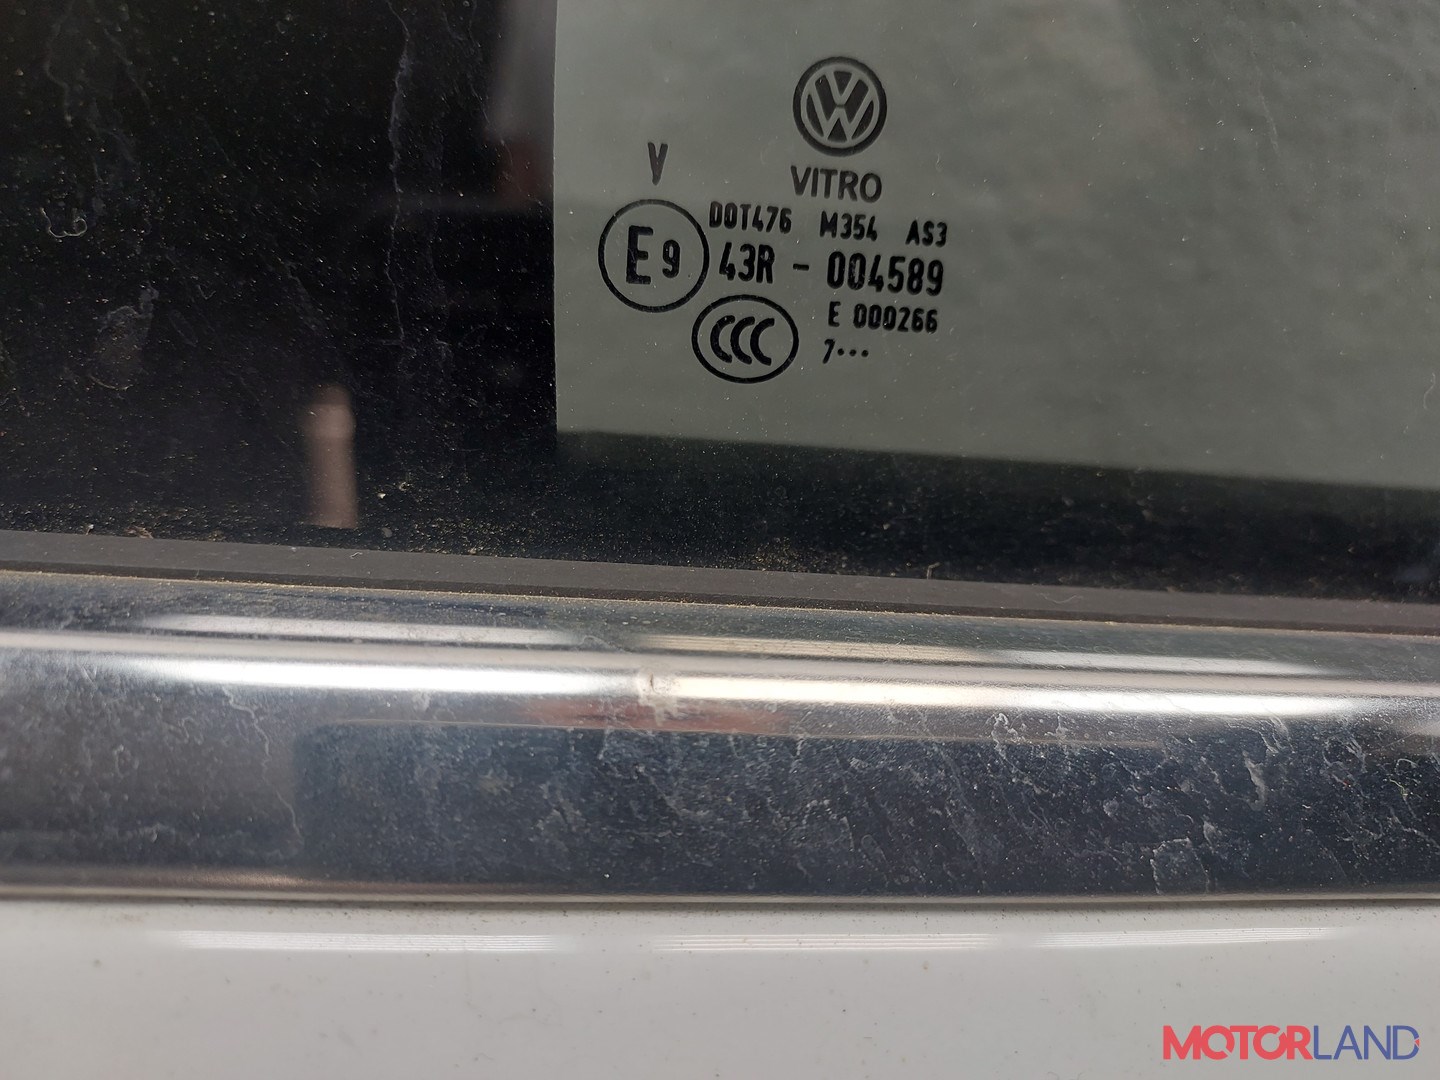 VITRO
V
DOT476 M354 AS3
E9 43R - 004589
CCC E 000266
7•••
MOTORLAND